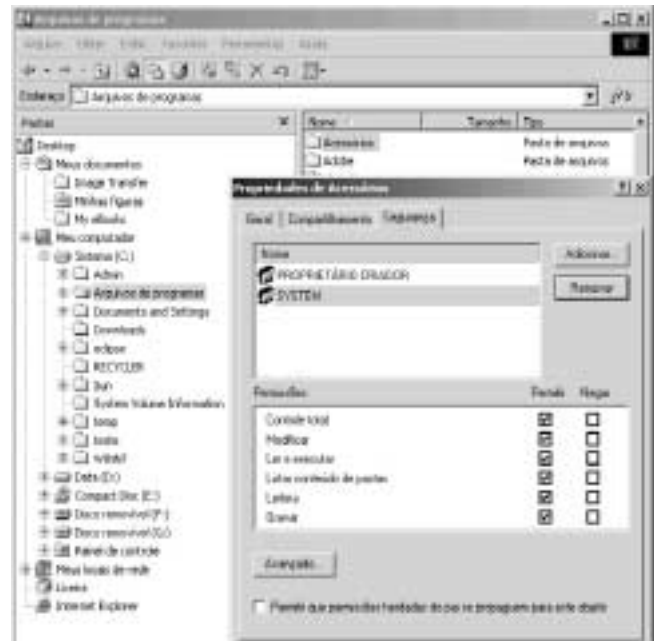 Arquivos de programas
Arquivo Editar Exibir Favoritos Ferramentas Ajuda
Endereço Arquivos de programas
Pastas
Nome Tamanho Tipo
Desktop
Meus documentos
Image Transfer
Minhas figuras
My eBooks
Meu computador
Sistema (C:)
Admin
Arquivos de programas
Documents and Settings
Downloads
eclipse
RECYCLER
Sun
System Volume Information
temp
teste
Data (D:)
Compact Disc (E:)
Disco removível (F:)
Disco removível (G:)
Painel de controle
Meus locais de rede
Lixeira
Internet Explorer
Acessórios Pasta de arquivos
Adobe Pasta de arquivos
Propriedades de Acessórios
Geral Compartilhamento Segurança
Nome
PROPRIETÁRIO CRIADOR
SYSTEM
Adicionar...
Remover
Permissões: Permitir Negar
Controle total
Modificar
Ler e executar
Listar conteúdo de pastas
Leitura
Gravar
Avançado...
Permitir que permissões herdadas do pai se propaguem para este objeto